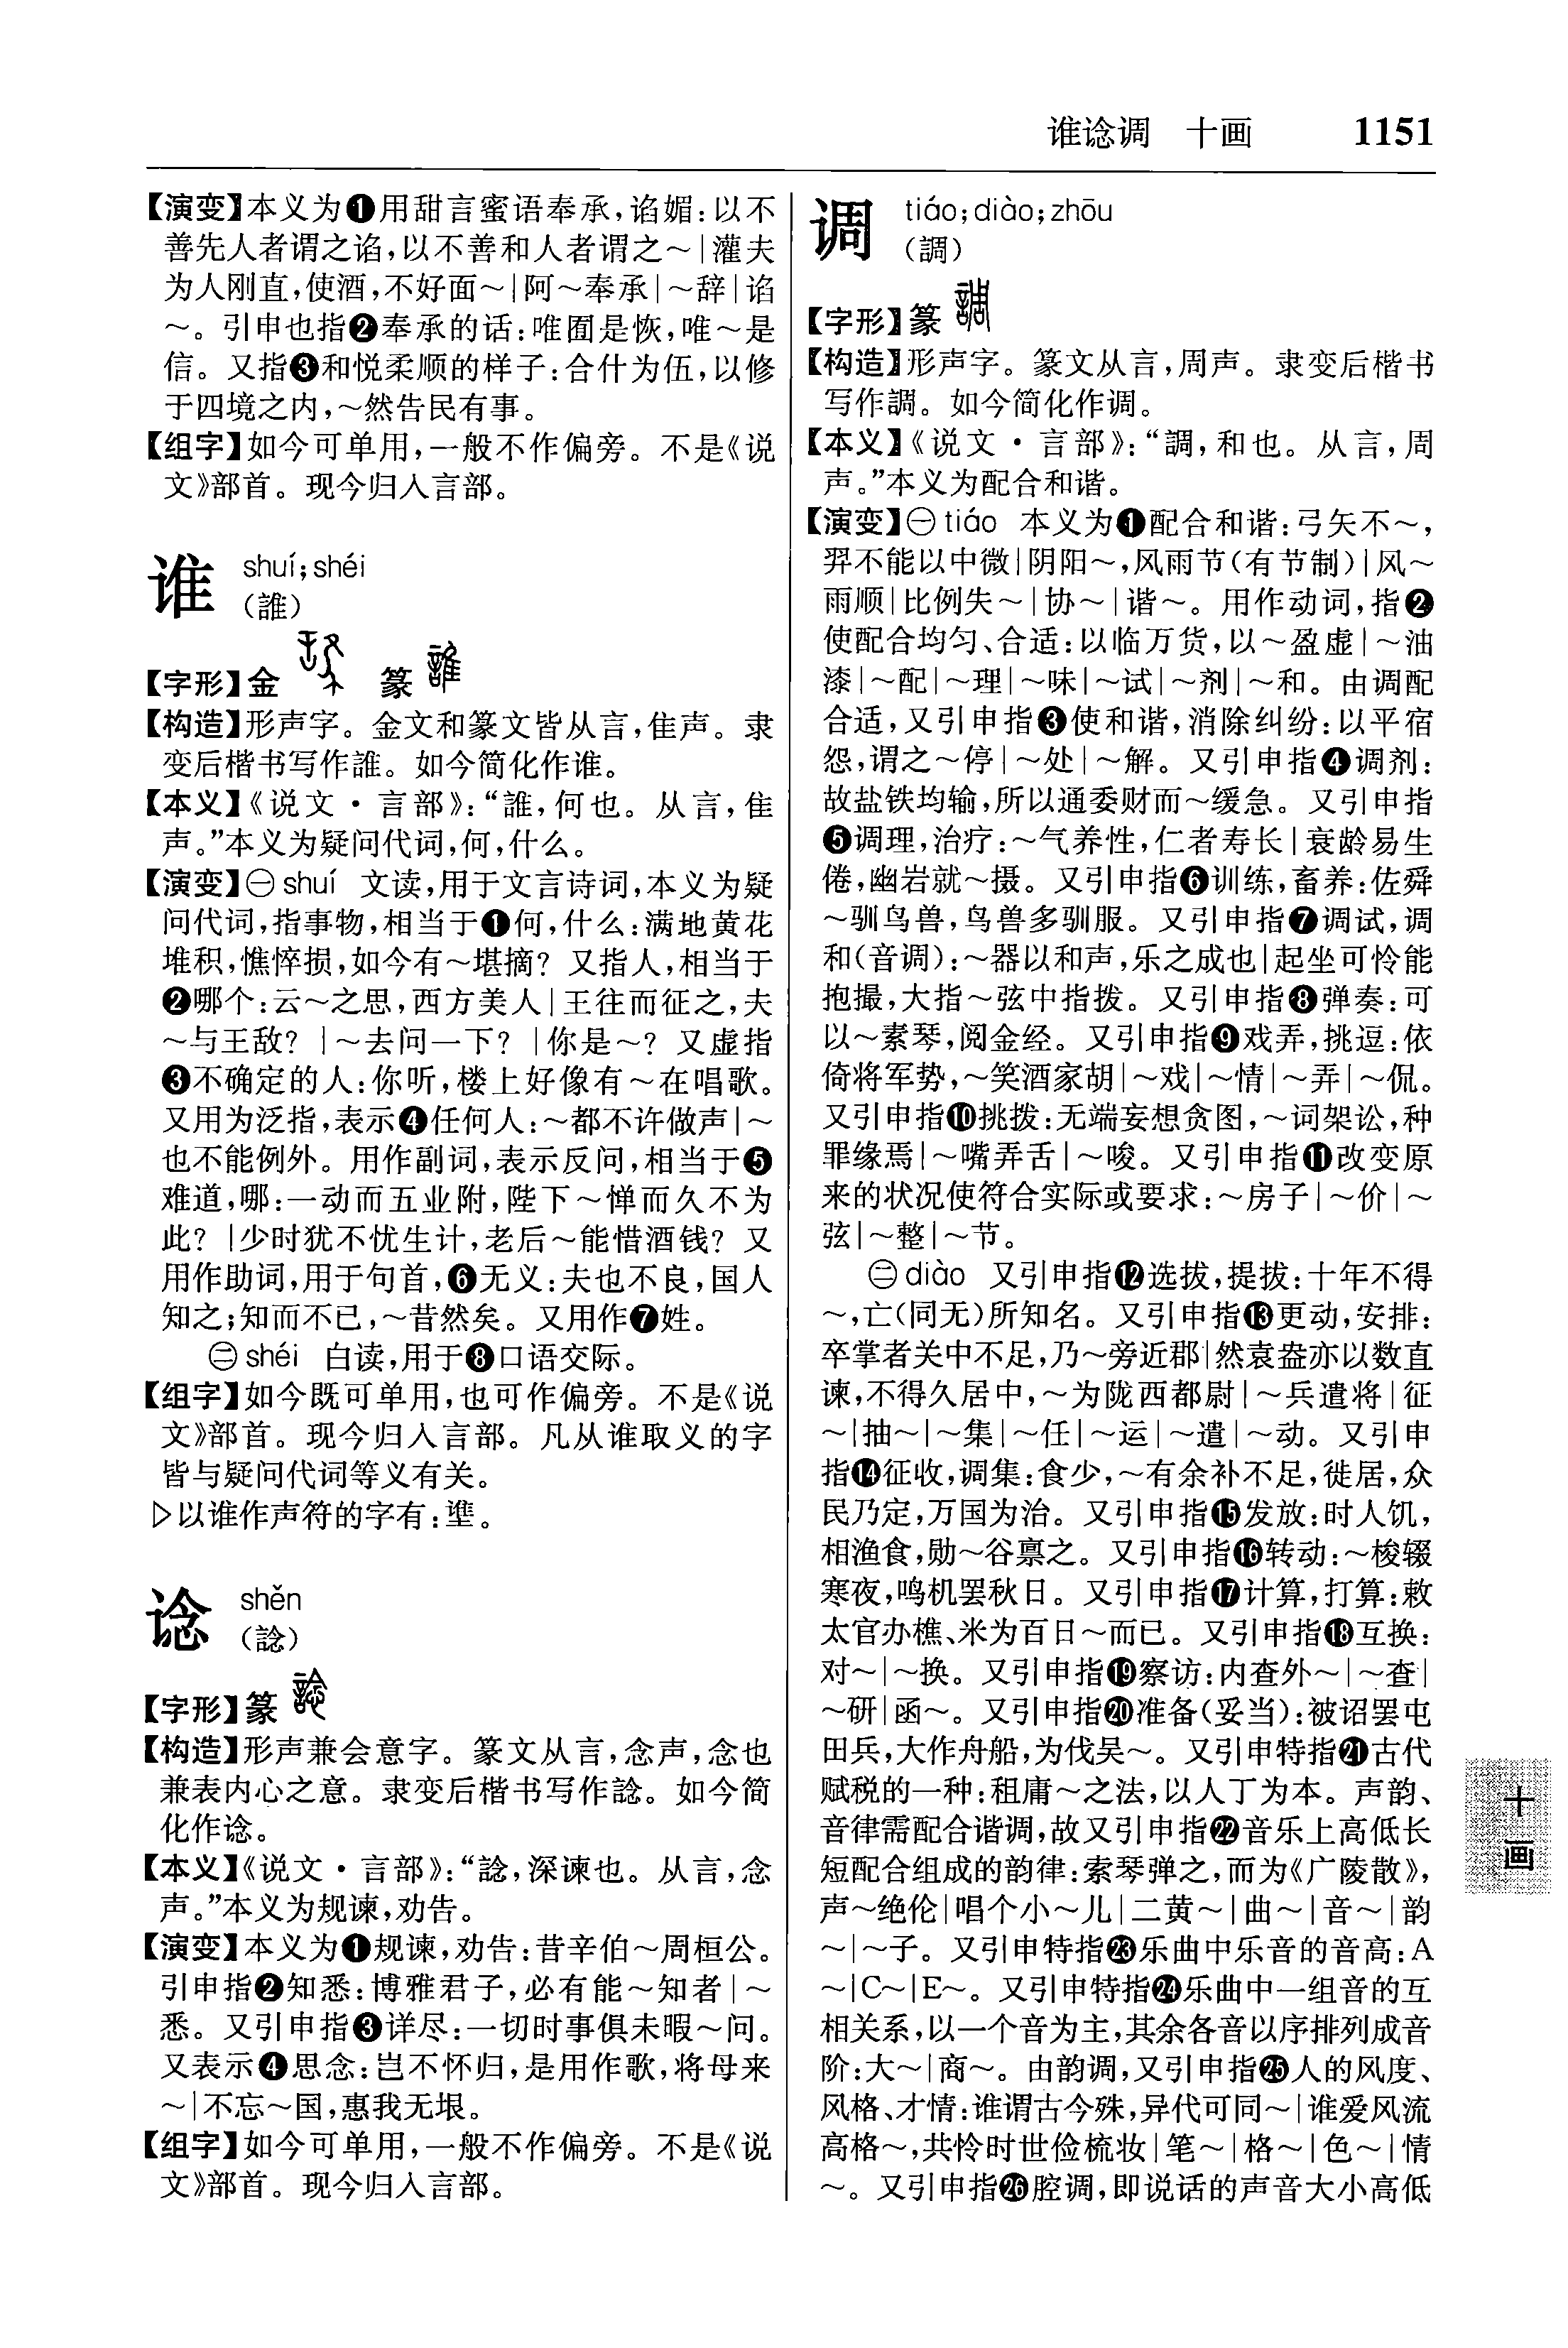 谁谂调 十画 1151
【演变】本义为❶用甜言蜜语奉承,谄媚:以不
善先人者谓之谄,以不善和人者谓之～|灌夫
为人刚直,使酒,不好面～|阿～奉承|～辞|谄
～。引申也指❷奉承的话:唯囿是恢,唯～是
信。又指❸和悦柔顺的样子:合什为伍,以修
于四境之内,～然告民有事。
【组字】如今可单用,一般不作偏旁。不是《说
文》部首。现今归入言部。
谁 shuí;shéi
(誰)
【字形】金 篆
【构造】形声字。金文和篆文皆从言,隹声。隶
变后楷书写作誰。如今简化作谁。
【本义】《说文·言部》:“誰,何也。从言,隹
声。”本义为疑问代词,何,什么。
【演变】㊀shuí 文读,用于文言诗词,本义为疑
问代词,指事物,相当于❶何,什么:满地黄花
堆积,憔悴损,如今有～堪摘? 又指人,相当于
❷哪个:云～之思,西方美人|王往而征之,夫
～与王敌? |～去问一下? |你是～? 又虚指
❸不确定的人:你听,楼上好像有～在唱歌。
又用为泛指,表示❹任何人:～都不许做声|～
也不能例外。用作副词,表示反问,相当于❺
难道,哪:一动而五业附,陛下～惮而久不为
此? |少时犹不忧生计,老后～能惜酒钱? 又
用作助词,用于句首,❻无义:夫也不良,国人
知之;知而不已,～昔然矣。又用作❼姓。
㊁shéi 白读,用于❽口语交际。
【组字】如今既可单用,也可作偏旁。不是《说
文》部首。现今归入言部。凡从谁取义的字
皆与疑问代词等义有关。
▷以谁作声符的字有:。
谂 shěn
(諗)
【字形】篆
【构造】形声兼会意字。篆文从言,念声,念也
兼表内心之意。隶变后楷书写作諗。如今简
化作谂。
【本义】《说文·言部》:“諗,深谏也。从言,念
声。”本义为规谏,劝告。
【演变】本义为❶规谏,劝告:昔辛伯～周桓公。
引申指❷知悉:博雅君子,必有能～知者|～
悉。又引申指❸详尽:一切时事俱未暇～问。
又表示❹思念:岂不怀归,是用作歌,将母来
～|不忘～国,惠我无垠。
【组字】如今可单用,一般不作偏旁。不是《说
文》部首。现今归入言部。
调 tiáo;diào;zhōu
(調)
【字形】篆
【构造】形声字。篆文从言,周声。隶变后楷书
写作調。如今简化作调。
【本义】《说文·言部》:“調,和也。从言,周
声。”本义为配合和谐。
【演变】㊀tiáo 本义为❶配合和谐:弓矢不～,
羿不能以中微|阴阳～,风雨节(有节制)|风～
雨顺|比例失～|协～|谐～。用作动词,指❷
使配合均匀、合适:以临万货,以～盈虚|～油
漆|～配|～理|～味|～试|～剂|～和。由调配
合适,又引申指❸使和谐,消除纠纷:以平宿
怨,谓之～停|～处|～解。又引申指❹调剂:
故盐铁均输,所以通委财而～缓急。又引申指
❺调理,治疗:～气养性,仁者寿长|衰龄易生
倦,幽岩就～摄。又引申指❻训练,畜养:佐舜
～驯鸟兽,鸟兽多驯服。又引申指❼调试,调
和(音调):～器以和声,乐之成也|起坐可怜能
抱撮,大指～弦中指拨。又引申指❽弹奏:可
以～素琴,阅金经。又引申指❾戏弄,挑逗:依
倚将军势,～笑酒家胡|～戏|～情|～弄|～侃。
又引申指❿挑拨:无端妄想贪图,～词架讼,种
罪缘焉|～嘴弄舌|～唆。又引申指⓫改变原
来的状况使符合实际或要求:～房子|～价|～
弦|～整|～节。
㊁diào 又引申指⓬选拔,提拔:十年不得
～,亡(同无)所知名。又引申指⓭更动,安排:
卒掌者关中不足,乃～旁近郡|然袁盎亦以数直
谏,不得久居中,～为陇西都尉|～兵遣将|征
～|抽～|～集|～任|～运|～遣|～动。又引申
指⓮征收,调集:食少,～有余补不足,徙居,众
民乃定,万国为治。又引申指⓯发放:时人饥,
相渔食,勋～谷禀之。又引申指⓰转动:～梭辍
寒夜,鸣机罢秋日。又引申指⓱计算,打算:敕
太官办樵、米为百日～而已。又引申指⓲互换:
对～|～换。又引申指⓳察访:内查外～|～查|
～研|函～。又引申指⓴准备(妥当):被诏罢屯
田兵,大作舟船,为伐吴～。又引申特指㉑古代
赋税的一种:租庸～之法,以人丁为本。声韵、
音律需配合谐调,故又引申指㉒音乐上高低长
短配合组成的韵律:索琴弹之,而为《广陵散》,
声～绝伦|唱个小～儿|二黄～|曲～|音～|韵
～|～子。又引申特指㉓乐曲中乐音的音高:A
～|C～|E～。又引申特指㉔乐曲中一组音的互
相关系,以一个音为主,其余各音以序排列成音
阶:大～|商～。由韵调,又引申指㉕人的风度、
风格、才情:谁谓古今殊,异代可同～|谁爱风流
高格～,共怜时世俭梳妆|笔～|格～|色～|情
～。又引申指㉖腔调,即说话的声音大小高低
十画